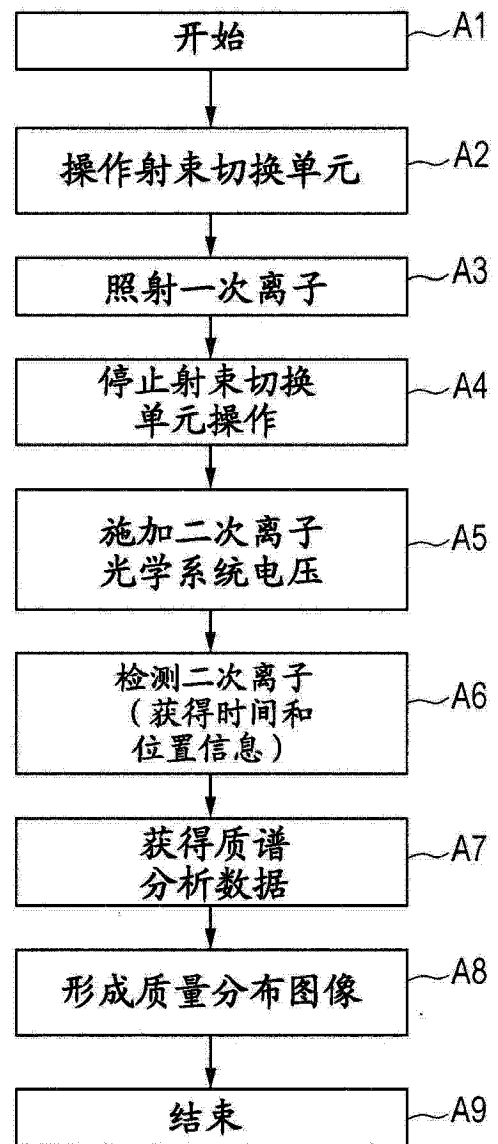 开始
A1
操作射束切换单元
A2
照射一次离子
A3
停止射束切换
单元操作
A4
施加二次离子
光学系统电压
A5
检测二次离子
（获得时间和
位置信息）
A6
获得质谱
分析数据
A7
形成质量分布图像
A8
结束
A9